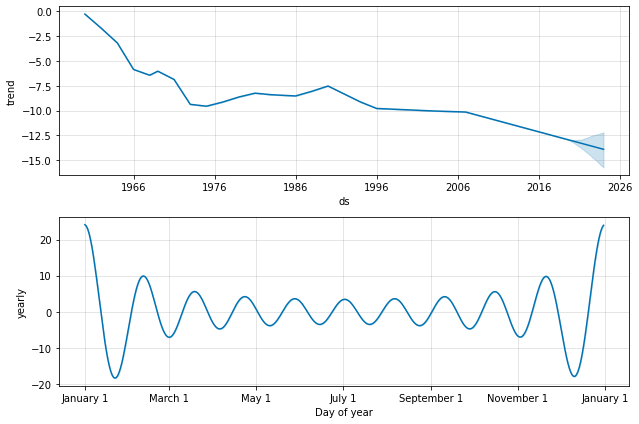 0.0
−2.5
−5.0
−7.5
−10.0
−12.5
−15.0
trend
1966 1976 1986 1996 2006 2016 2026
ds
20
10
0
−10
−20
yearly
January 1 March 1 May 1 July 1 September 1 November 1 January 1
Day of year